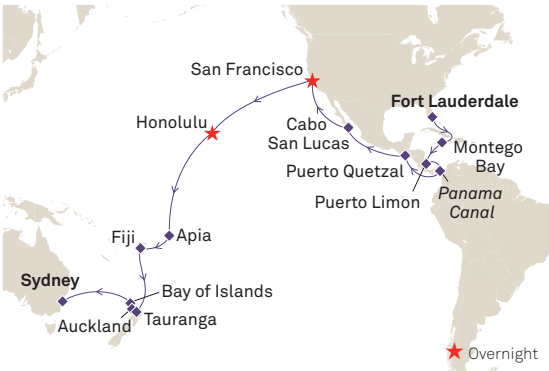 San Francisco
Fort Lauderdale
Honolulu
Cabo
San Lucas
Montego
Bay
Puerto Quetzal
Puerto Limon
Panama
Canal
Fiji
Apia
Sydney
Bay of Islands
Auckland
Tauranga
Overnight